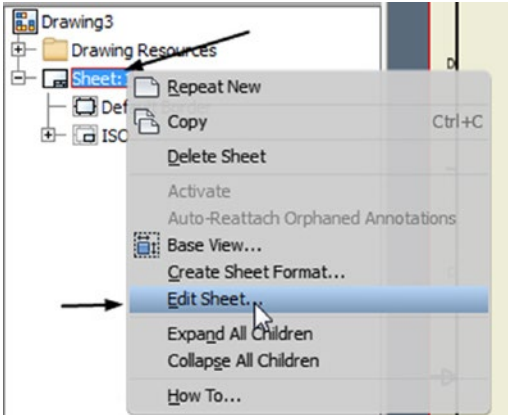 Drawing3
Drawing Resources
Sheet:
Repeat New
Copy Ctrl+C
Delete Sheet
ISO
Activate
Auto-Reattach Orphaned Annotations
Base View...
Create Sheet Format...
Edit Sheet...
Expand All Children
Collapse All Children
How To...
D